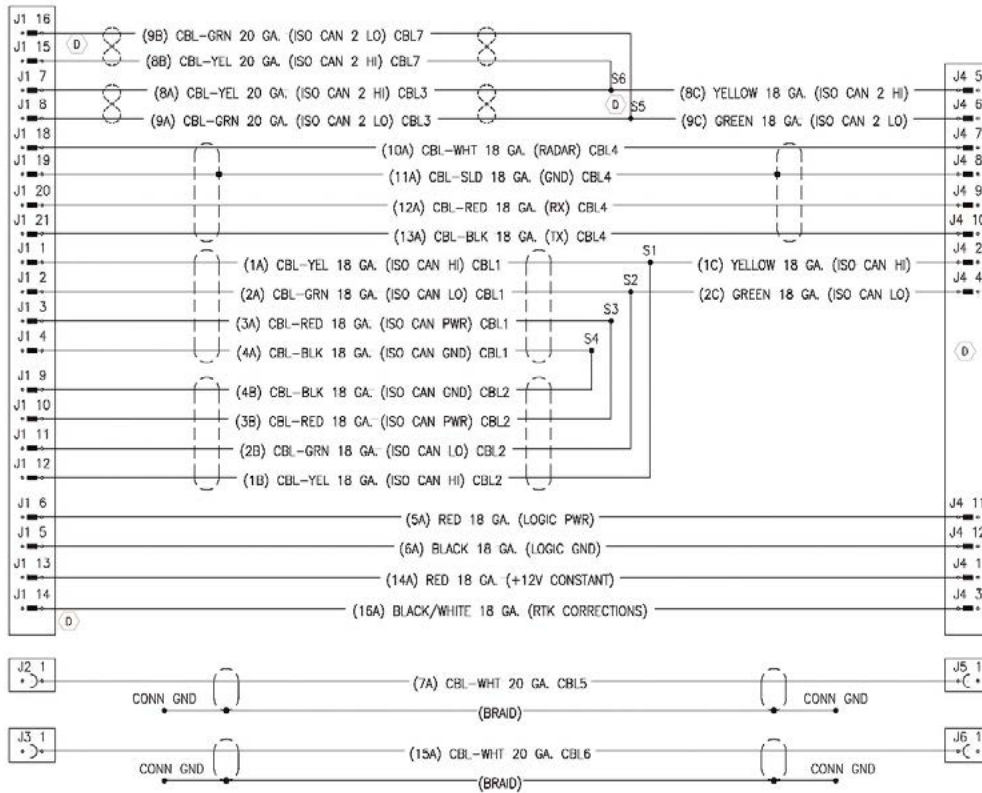 J1 16
(9B) CBL-GRN 20 GA. (ISO CAN 2 LO) CBL7
D
J1 15
(8B) CBL-YEL 20 GA. (ISO CAN 2 HI) CBL7
J1 7
(8A) CBL-YEL 20 GA. (ISO CAN 2 HI) CBL3
S6
(8C) YELLOW 18 GA. (ISO CAN 2 HI)
J4 5
D
J1 8
(9A) CBL-GRN 20 GA. (ISO CAN 2 LO) CBL3
S5
(9C) GREEN 18 GA. (ISO CAN 2 LO)
J4 6
J1 18
(10A) CBL-WHT 18 GA. (RADAR) CBL4
J4 7
J1 19
(11A) CBL-SLD 18 GA. (GND) CBL4
J4 8
J1 20
(12A) CBL-RED 18 GA. (RX) CBL4
J4 9
J1 21
(13A) CBL-BLK 18 GA. (TX) CBL4
J4 10
J1 1
(1A) CBL-YEL 18 GA. (ISO CAN HI) CBL1
S1
(1C) YELLOW 18 GA. (ISO CAN HI)
J4 2
J1 2
(2A) CBL-GRN 18 GA. (ISO CAN LO) CBL1
S2
(2C) GREEN 18 GA. (ISO CAN LO)
J4 4
J1 3
(3A) CBL-RED 18 GA. (ISO CAN PWR) CBL1
S3
J1 4
(4A) CBL-BLK 18 GA. (ISO CAN GND) CBL1
S4
D
J1 9
(4B) CBL-BLK 18 GA. (ISO CAN GND) CBL2
J1 10
(3B) CBL-RED 18 GA. (ISO CAN PWR) CBL2
J1 11
(2B) CBL-GRN 18 GA. (ISO CAN LO) CBL2
J1 12
(1B) CBL-YEL 18 GA. (ISO CAN HI) CBL2
J1 6
(5A) RED 18 GA. (LOGIC PWR)
J4 11
J1 5
(6A) BLACK 18 GA. (LOGIC GND)
J4 12
J1 13
(14A) RED 18 GA. (+12V CONSTANT)
J4 1
J1 14
(16A) BLACK/WHITE 18 GA. (RTK CORRECTIONS)
J4 3
D
J2 1
(7A) CBL-WHT 20 GA. CBL5
J5 1
CONN GND
(BRAID)
CONN GND
J3 1
(15A) CBL-WHT 20 GA. CBL6
J6 1
CONN GND
(BRAID)
CONN GND